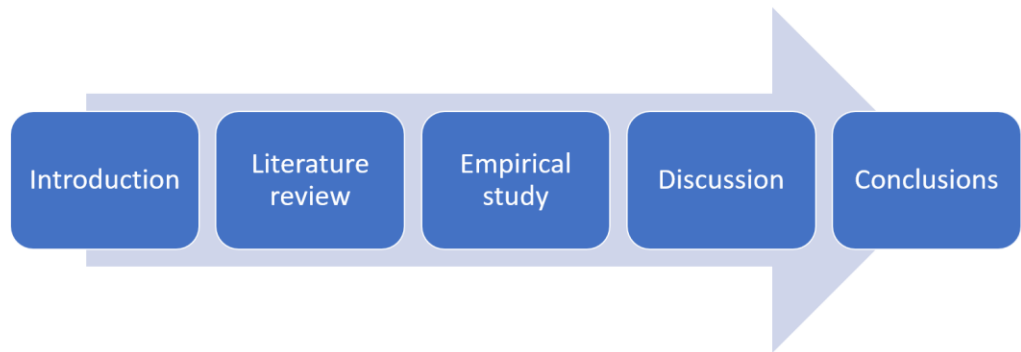 Introduction
Literature
review
Empirical
study
Discussion
Conclusions